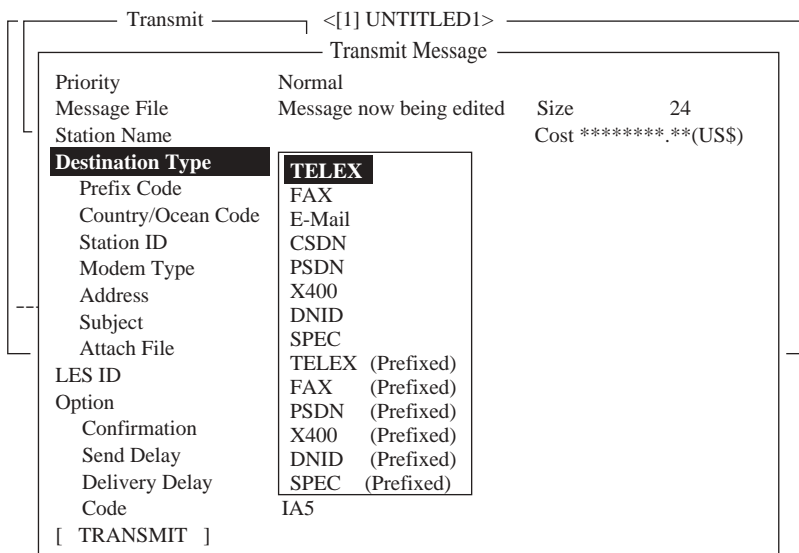 Transmit <[1] UNTITLED1>
Transmit Message
Priority Normal
Message File Message now being edited Size 24
Station Name Cost ********.**(US$)
Destination Type TELEX
Prefix Code FAX
Country/Ocean Code E-Mail
Station ID CSDN
Modem Type PSDN
Address X400
Subject DNID
Attach File SPEC
TELEX (Prefixed)
LES ID FAX (Prefixed)
Option PSDN (Prefixed)
Confirmation X400 (Prefixed)
Send Delay DNID (Prefixed)
Delivery Delay SPEC (Prefixed)
Code IA5
[ TRANSMIT ]